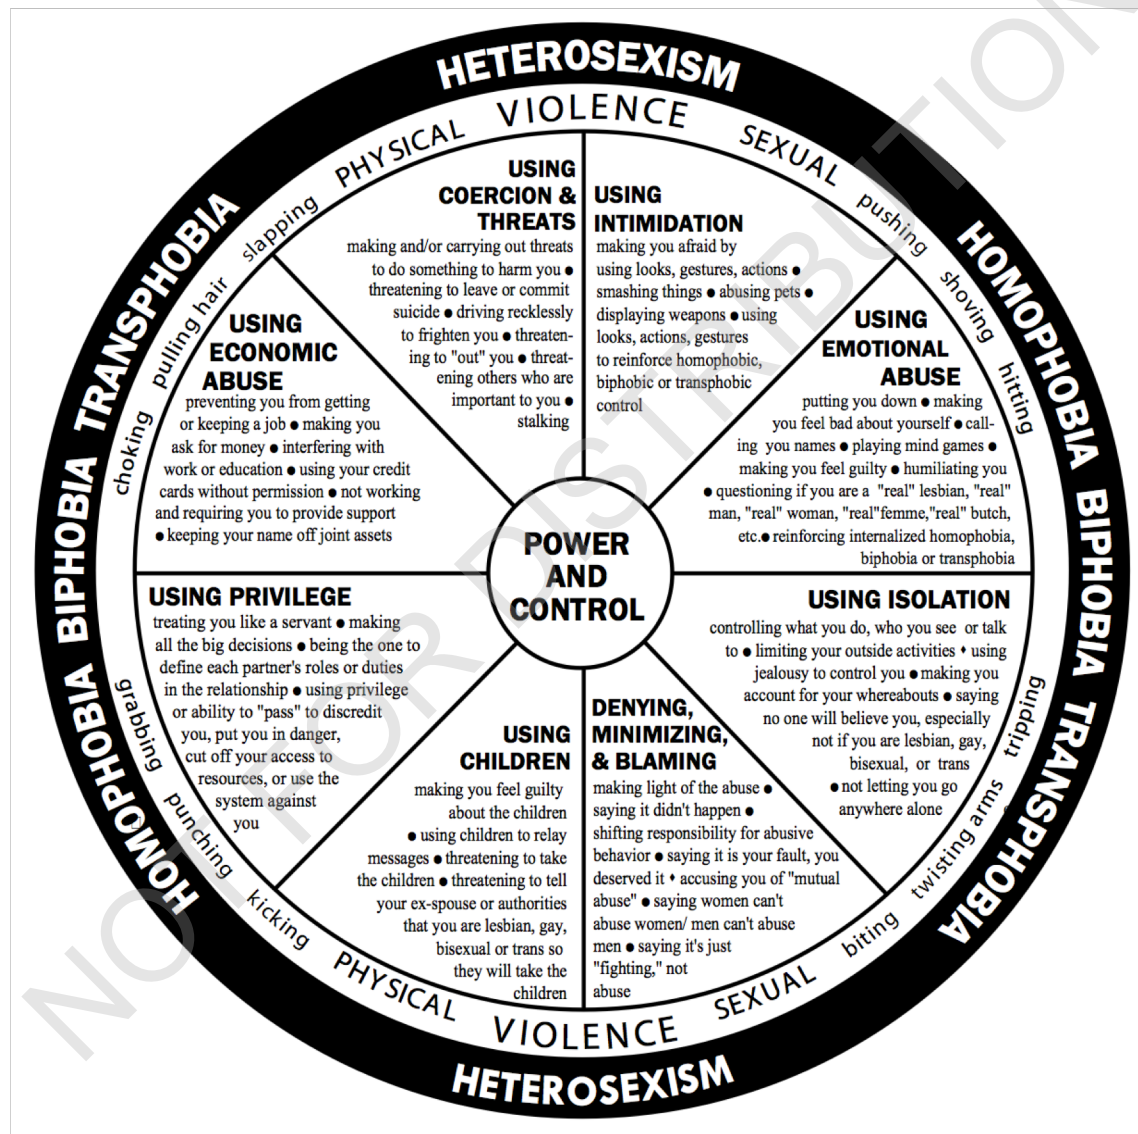 HETEROSEXISM
HOMOPHOBIA BIPHOBIA TRANSPHOBIA
HETEROSEXISM
HOMOPHOBIA BIPHOBIA TRANSPHOBIA
PHYSICAL VIOLENCE SEXUAL
pushing shoving hitting
tripping twisting arms biting
PHYSICAL VIOLENCE SEXUAL
kicking punching grabbing
choking pulling hair slapping
USING
COERCION &
THREATS
making and/or carrying out threats
to do something to harm you ●
threatening to leave or commit
suicide ● driving recklessly
to frighten you ● threaten-
ing to "out" you ● threat-
ening others who are
important to you ●
stalking
USING
INTIMIDATION
making you afraid by
using looks, gestures, actions ●
smashing things ● abusing pets ●
displaying weapons ● using
looks, actions, gestures
to reinforce homophobic,
biphobic or transphobic
control
USING
ECONOMIC
ABUSE
preventing you from getting
or keeping a job ● making you
ask for money ● interfering with
work or education ● using your credit
cards without permission ● not working
and requiring you to provide support
● keeping your name off joint assets
USING
EMOTIONAL
ABUSE
putting you down ● making
you feel bad about yourself ● call-
ing you names ● playing mind games ●
making you feel guilty ● humiliating you
● questioning if you are a "real" lesbian, "real"
man, "real" woman, "real"femme,"real" butch,
etc.● reinforcing internalized homophobia,
biphobia or transphobia
POWER
AND
CONTROL
USING PRIVILEGE
treating you like a servant ● making
all the big decisions ● being the one to
define each partner's roles or duties
in the relationship ● using privilege
or ability to "pass" to discredit
you, put you in danger,
cut off your access to
resources, or use the
system against
you
USING ISOLATION
controlling what you do, who you see or talk
to ● limiting your outside activities ♦ using
jealousy to control you ● making you
account for your whereabouts ● saying
no one will believe you, especially
not if you are lesbian, gay,
bisexual, or trans
● not letting you go
anywhere alone
USING
CHILDREN
making you feel guilty
about the children
● using children to relay
messages ● threatening to take
the children ● threatening to tell
your ex-spouse or authorities
that you are lesbian, gay,
bisexual or trans so
they will take the
children
DENYING,
MINIMIZING,
& BLAMING
making light of the abuse ●
saying it didn't happen ●
shifting responsibility for abusive
behavior ● saying it is your fault, you
deserved it ♦ accusing you of "mutual
abuse" ● saying women can't
abuse women/ men can't abuse
men ● saying it's just
"fighting," not
abuse
NOT FOR DISTRIBUTION